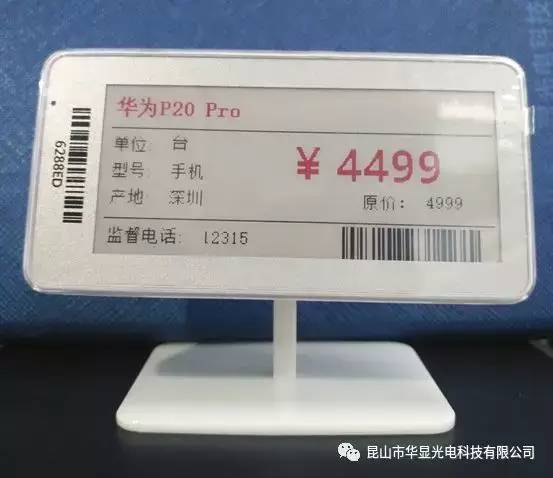 华为P20 Pro
单位: 台
型号: 手机
产地: 深圳
¥ 4499
原价: 4999
监督电话: 12315
6288ED
昆山市华显光电科技有限公司